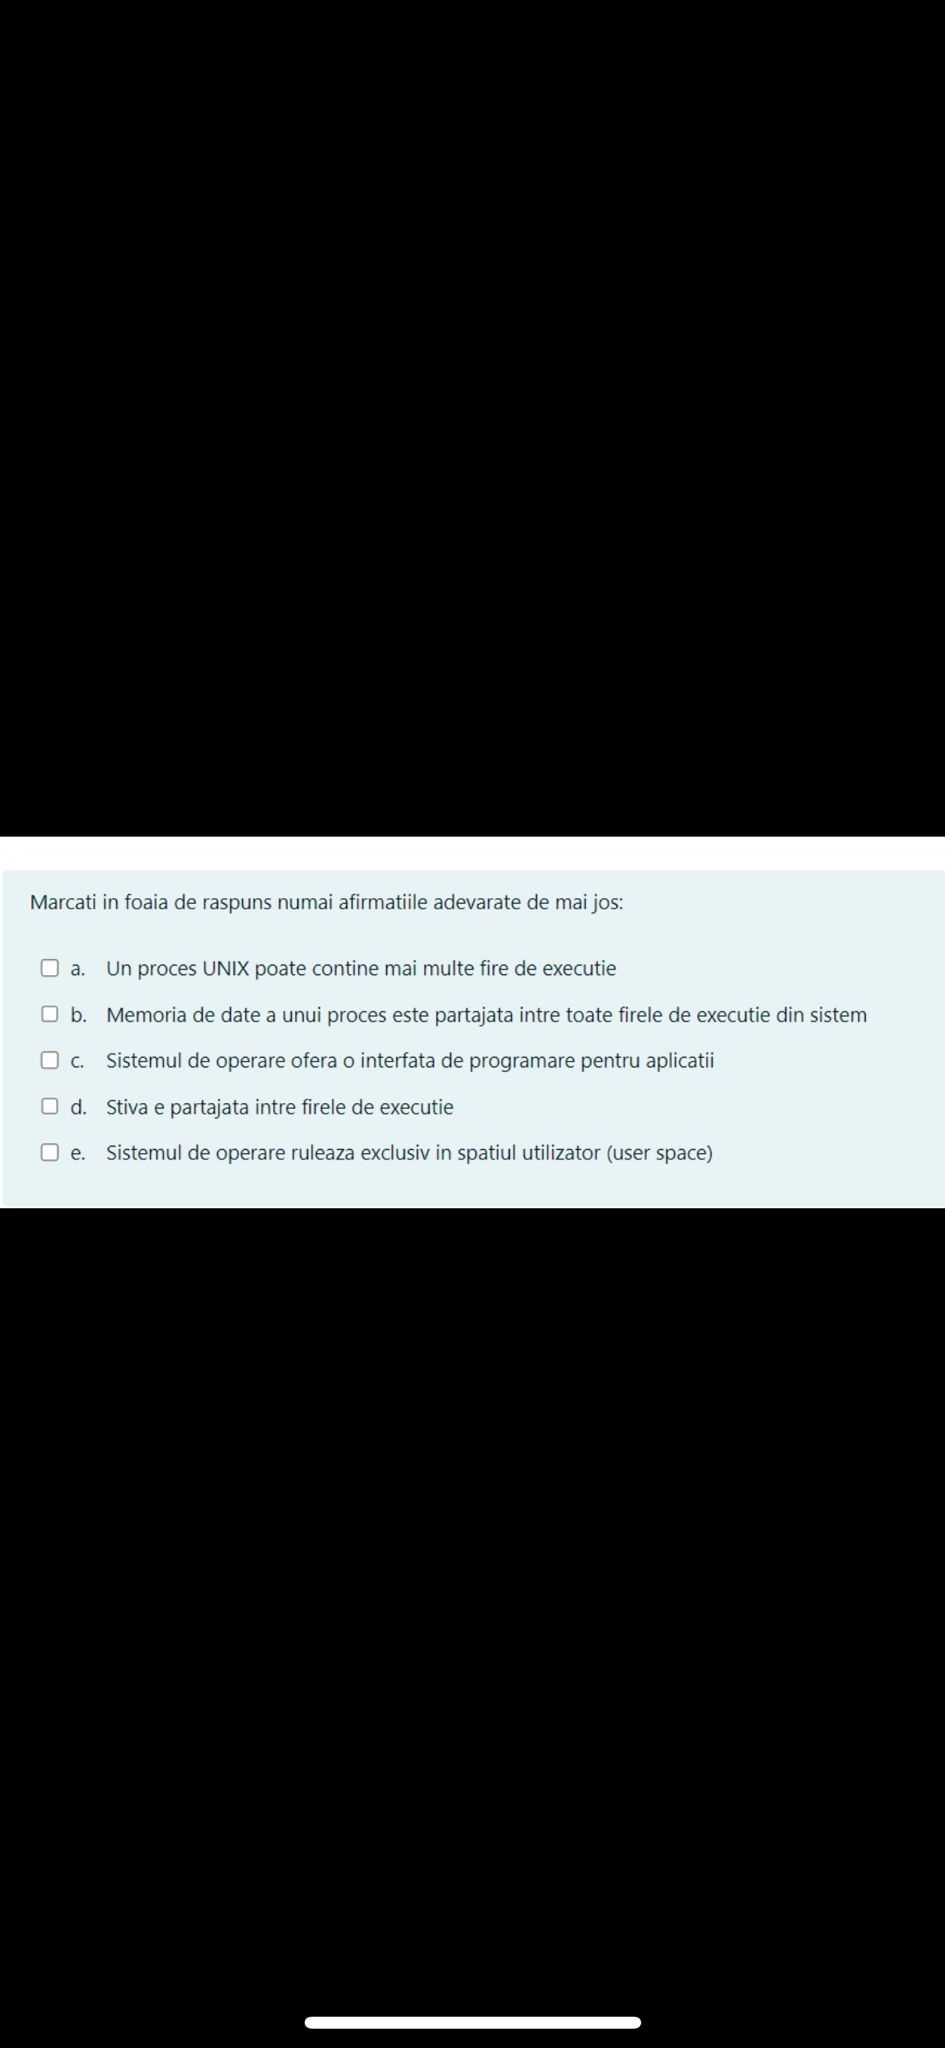 Marcati in foaia de raspuns numai afirmatiile adevarate de mai jos:
a. Un proces UNIX poate contine mai multe fire de executie
b. Memoria de date a unui proces este partajata intre toate firele de executie din sistem
c. Sistemul de operare ofera o interfata de programare pentru aplicatii
d. Stiva e partajata intre firele de executie
e. Sistemul de operare ruleaza exclusiv in spatiul utilizator (user space)